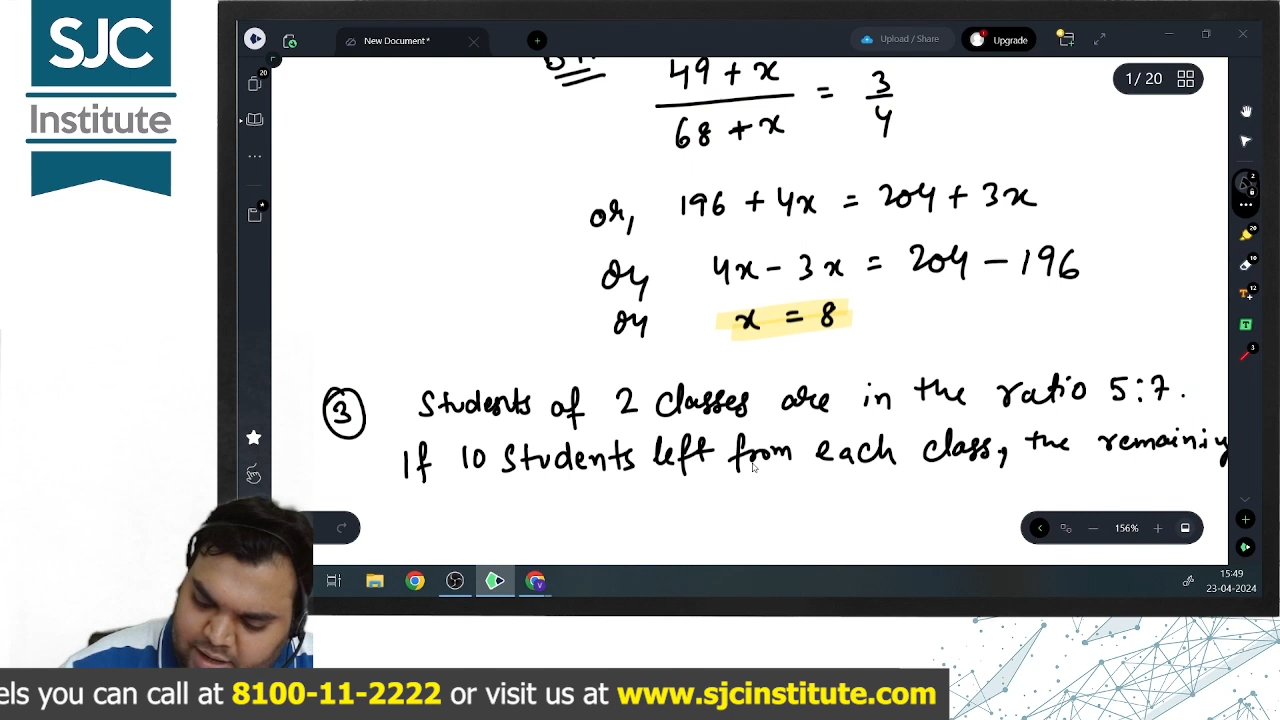 SJC
Institute
New Document*
Upload / Share
Upgrade
1 / 20
49 + x
68 + x
=
3
4
or, 196 + 4x = 204 + 3x
or 4x - 3x = 204 - 196
or x = 8
3 Students of 2 classes are in the ratio 5:7.
If 10 students left from each class, the remaining
156%
15:49
23-04-2024
els you can call at 8100-11-2222 or visit us at www.sjcinstitute.com